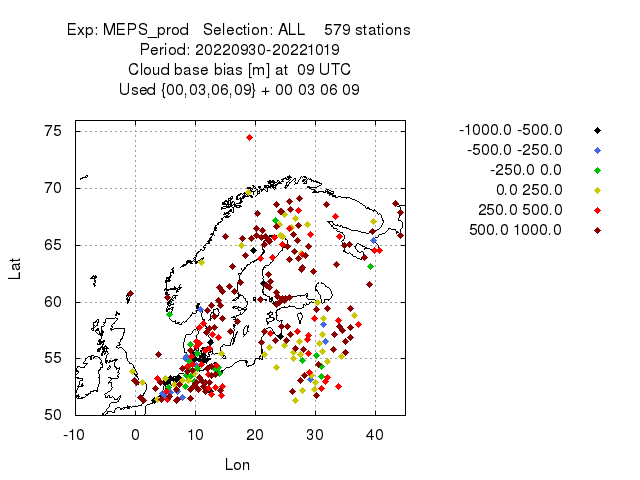 Exp: MEPS_prod   Selection: ALL    579 stations
Period: 20220930-20221019
Cloud base bias [m] at  09 UTC
Used {00,03,06,09} + 00 03 06 09
-1000.0 -500.0
-500.0 -250.0
-250.0 0.0
0.0 250.0
250.0 500.0
500.0 1000.0
75
70
65
60
55
50
Lat
-10 0 10 20 30 40
Lon